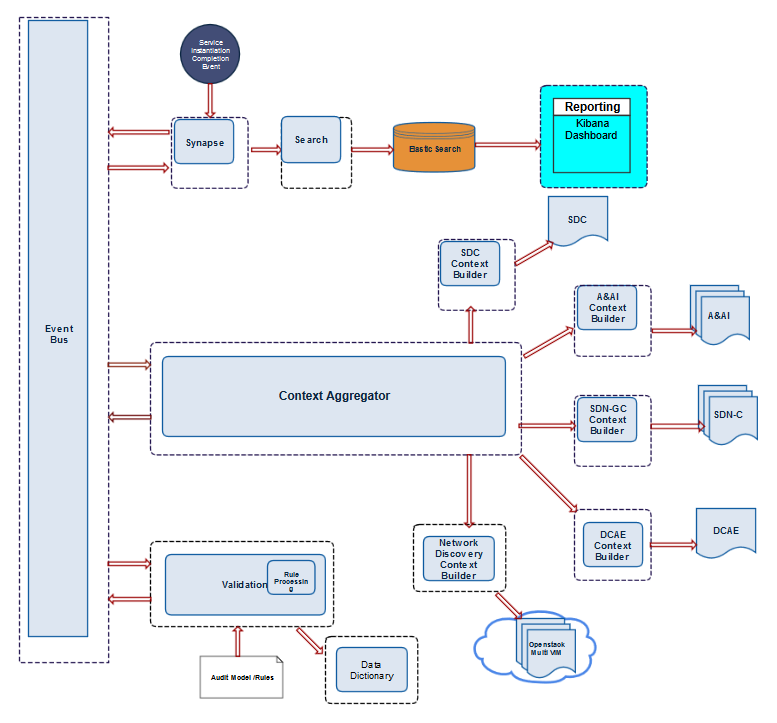 Service
Instantiation
Completion
Event
Synapse
Search
Elastic Search
Reporting
Kibana
Dashboard
SDC
SDC
Context
Builder
A&AI
Context
Builder
A&AI
Event
Bus
Context Aggregator
SDN-GC
Context
Builder
SDN-C
DCAE
Context
Builder
DCAE
Network
Discovery
Context
Builder
Validation
Rule
Processin
g
Openstaok
Multi VIM
Audit Model /Rules
Data
Dictionary